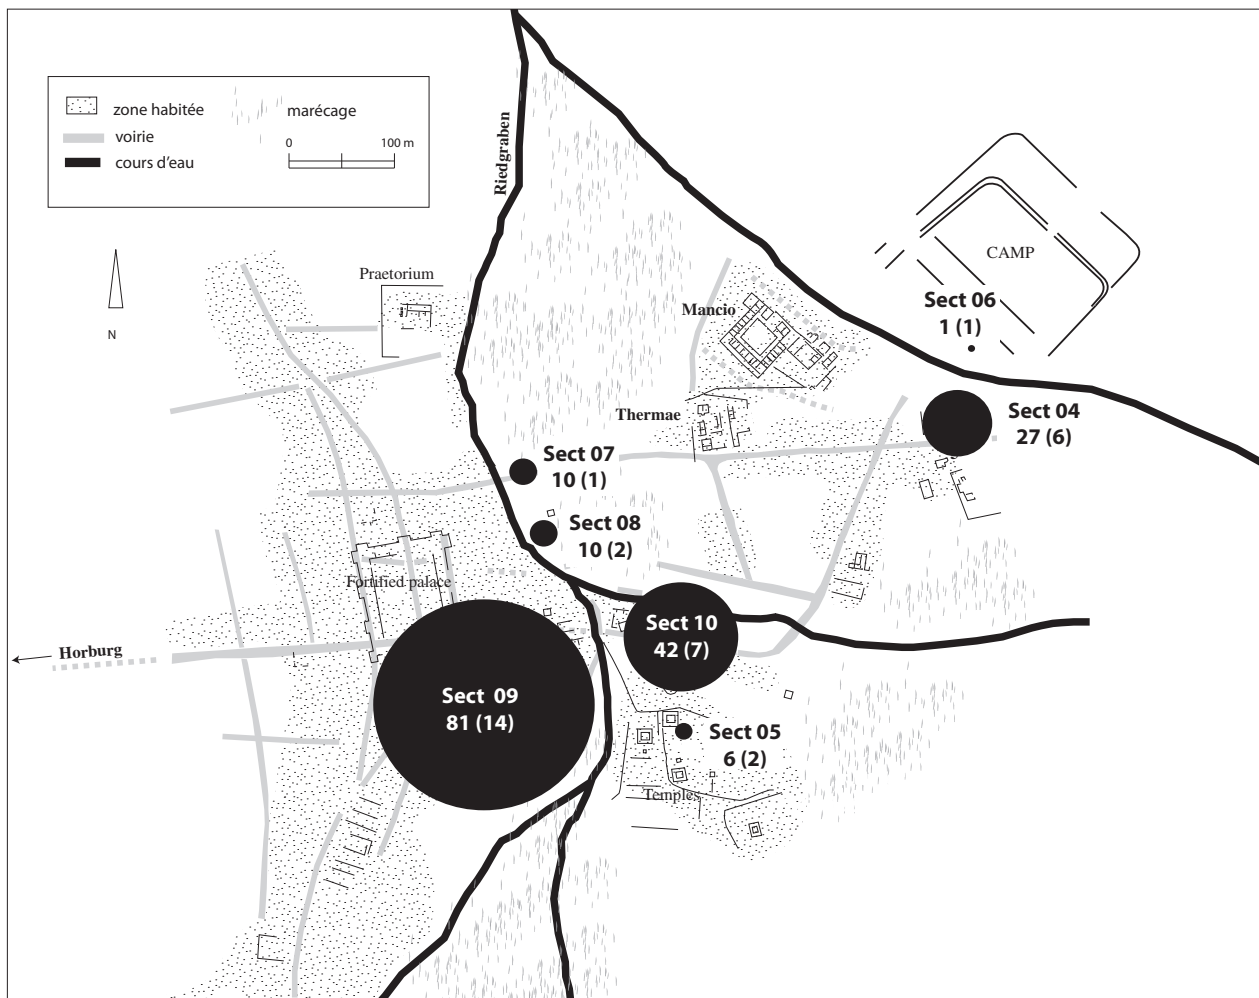 zone habitée
marécage
voirie
0
100 m
cours d'eau
Riedgraben
N
Praetorium
CAMP
Sect 06
1 (1)
Mancio
Thermae
Sect 04
27 (6)
Sect 07
10 (1)
Sect 08
10 (2)
Fortified palace
Horburg
Sect 10
42 (7)
Sect 09
81 (14)
Sect 05
6 (2)
Temples